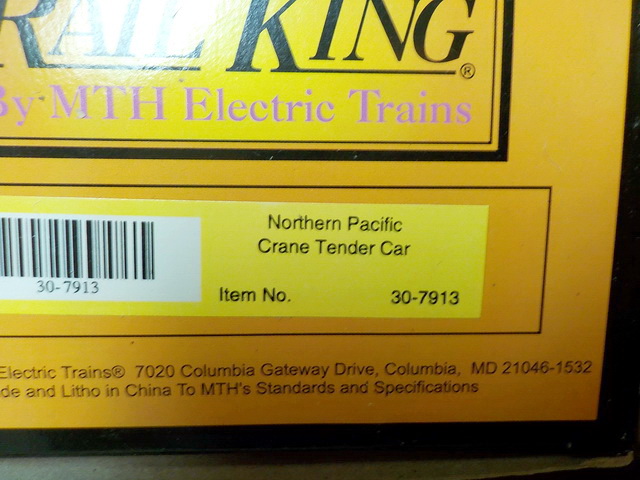 RAIL KING®
By MTH Electric Trains
Northern Pacific
Crane Tender Car
30-7913
Item No. 30-7913
Electric Trains® 7020 Columbia Gateway Drive, Columbia, MD 21046-1532
de and Litho in China To MTH's Standards and Specifications